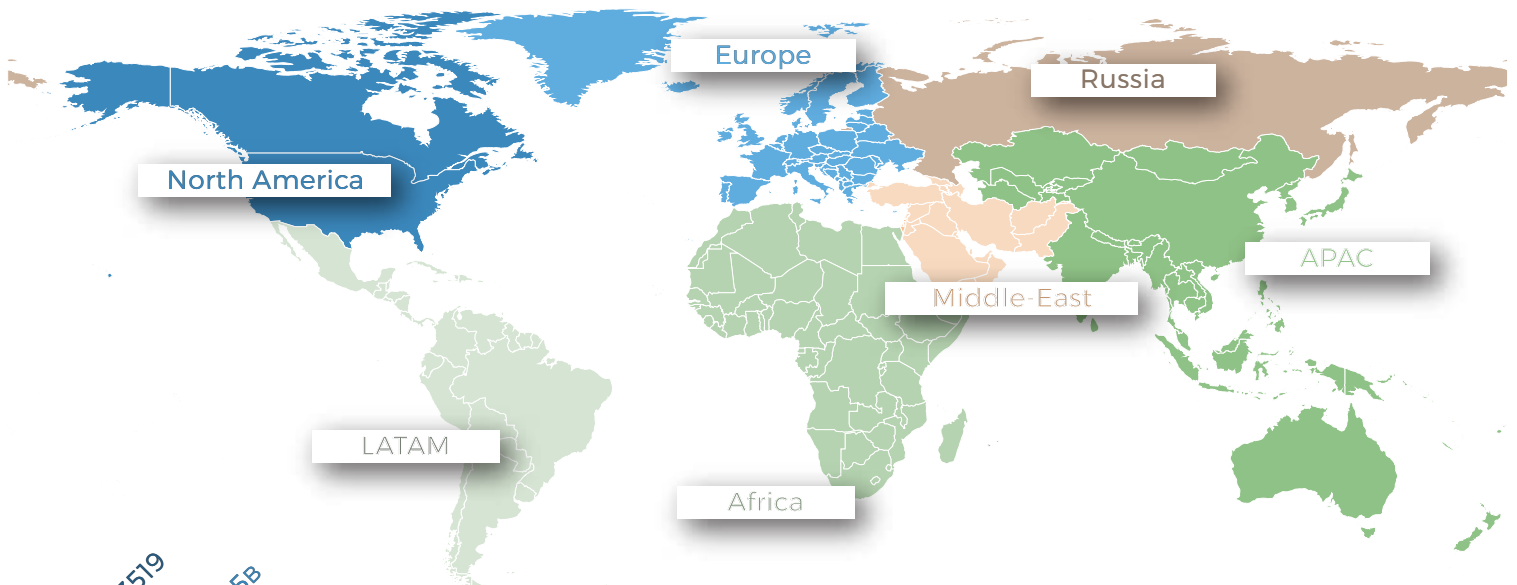 Europe
Russia
North America
APAC
Middle-East
LATAM
Africa